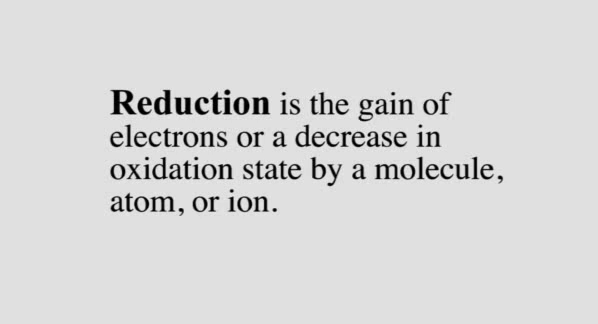 Reduction is the gain of
electrons or a decrease in
oxidation state by a molecule,
atom, or ion.